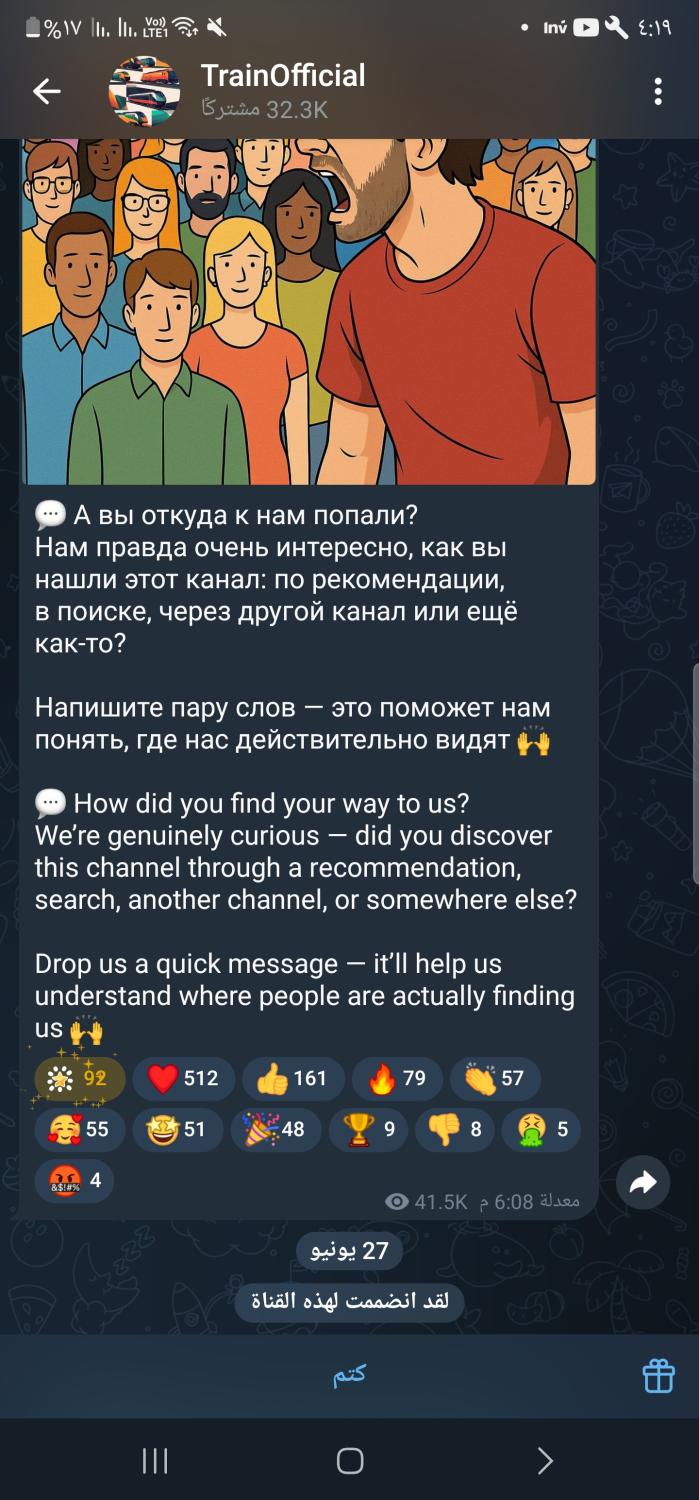 %١٧ Vo) LTE1 Inv ٤:١٩
TrainOfficial
32.3K مشتركًا
💬 А вы откуда к нам попали?
Нам правда очень интересно, как вы
нашли этот канал: по рекомендации,
в поиске, через другой канал или ещё
как-то?
Напишите пару слов — это поможет нам
понять, где нас действительно видят 🙌
💬 How did you find your way to us?
We’re genuinely curious — did you discover
this channel through a recommendation,
search, another channel, or somewhere else?
Drop us a quick message — it’ll help us
understand where people are actually finding
us 🙌
92 ❤️ 512 👍 161 🔥 79 👏 57
🥰 55 🤩 51 🎉 48 🏆 9 👎 8 🤮 5
🤬 4
41.5K معدلة 6:08 م
27 يونيو
لقد انضممت لهذه القناة
كتم